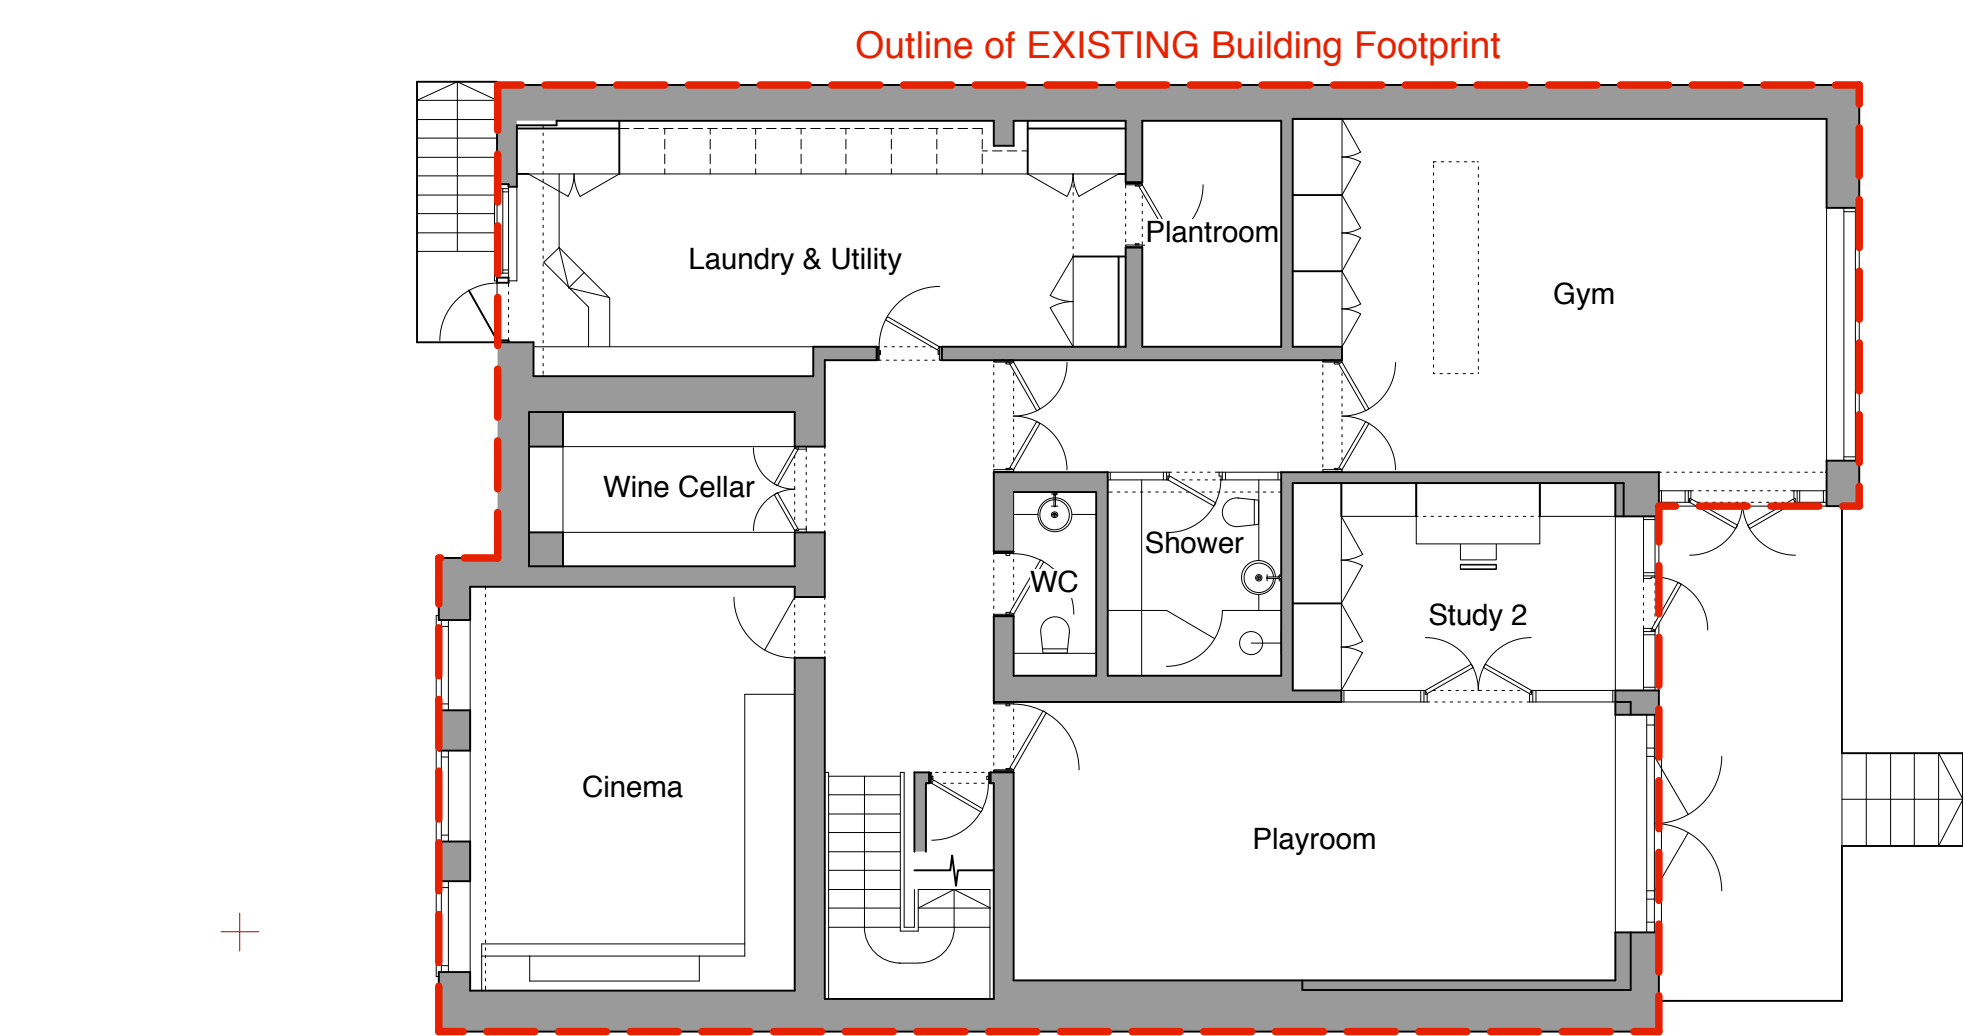 Outline of EXISTING Building Footprint
Plantroom
Laundry & Utility
Gym
Wine Cellar
Shower
WC
Study 2
Cinema
Playroom